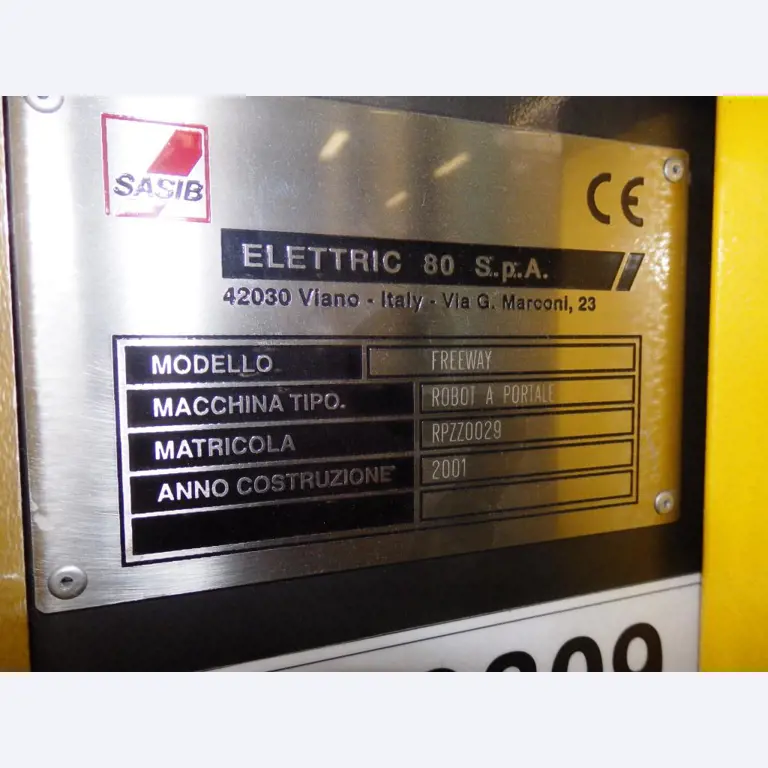 SASIB
CE
ELETTRIC 80 S.p.A.
42030 Viano - Italy - Via G. Marconi, 23
MODELLO FREEWAY
MACCHINA TIPO. ROBOT A PORTALE
MATRICOLA RPZZ0029
ANNO COSTRUZIONE 2001